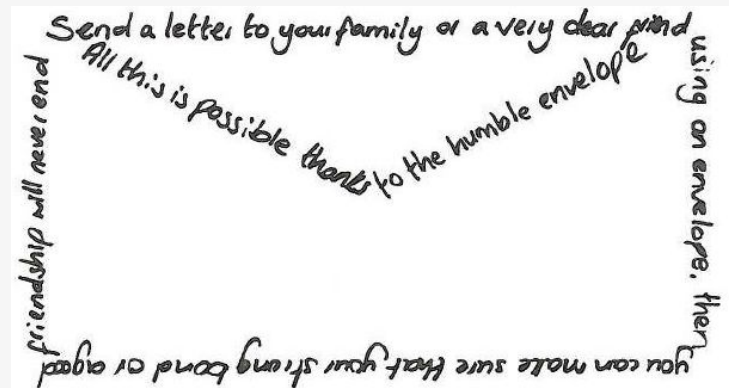 Send a letter to your family or a very dear friend
using an envelope, then
you can make sure that your strong bond or a good
friendship will never end
All this is possible thanks to the humble envelope